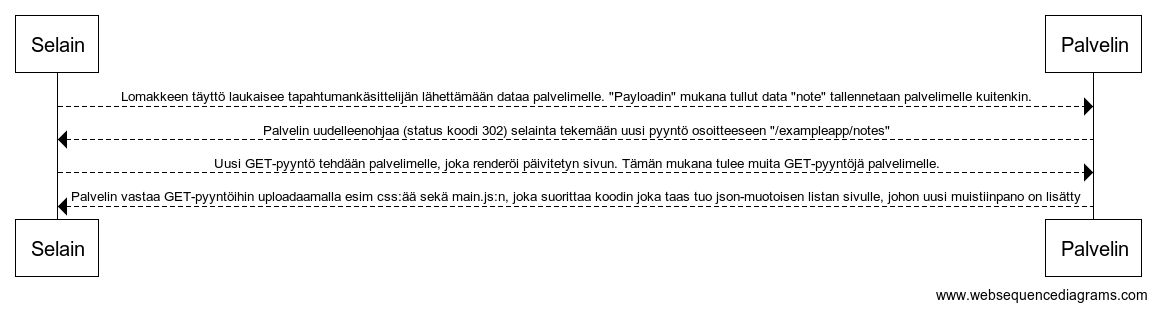 Selain Palvelin
Lomakkeen täyttö laukaisee tapahtumankäsittelijän lähettämään dataa palvelimelle. "Payloadin" mukana tullut data "note" tallennetaan palvelimelle kuitenkin.
Palvelin uudelleenohjaa (status koodi 302) selainta tekemään uusi pyyntö osoitteeseen "/exampleapp/notes"
Uusi GET-pyyntö tehdään palvelimelle, joka renderöi päivitetyn sivun. Tämän mukana tulee muita GET-pyyntöjä palvelimelle.
Palvelin vastaa GET-pyyntöihin uploadaamalla esim css:ää sekä main.js:n, joka suorittaa koodin joka taas tuo json-muotoisen listan sivulle, johon uusi muistiinpano on lisätty
Selain Palvelin
www.websequencediagrams.com